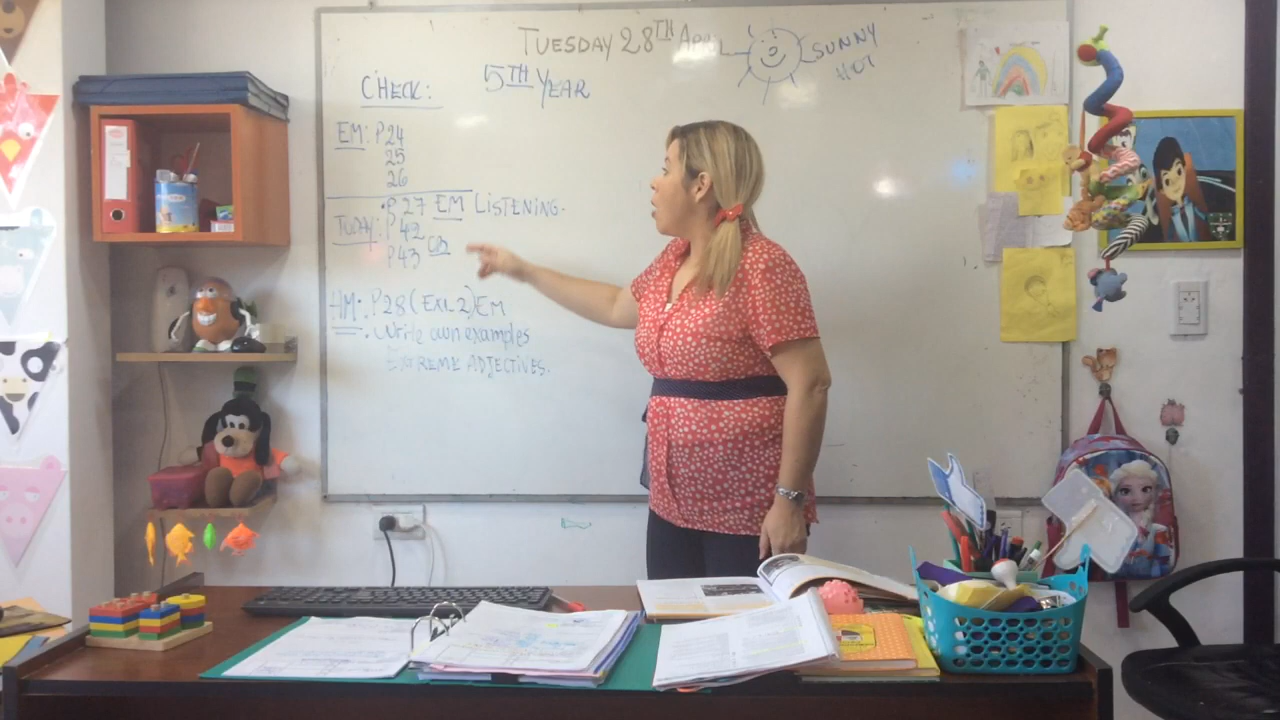 TUESDAY 28TH APRIL SUNNY
HOT
5TH YEAR
CHECK:
EM: P24
25
26
• P27 EM LISTENING.
TODAY: P42
P43 CB
HM: P28 (EX. 2) EM
• Write own examples
EXTREME ADJECTIVES.